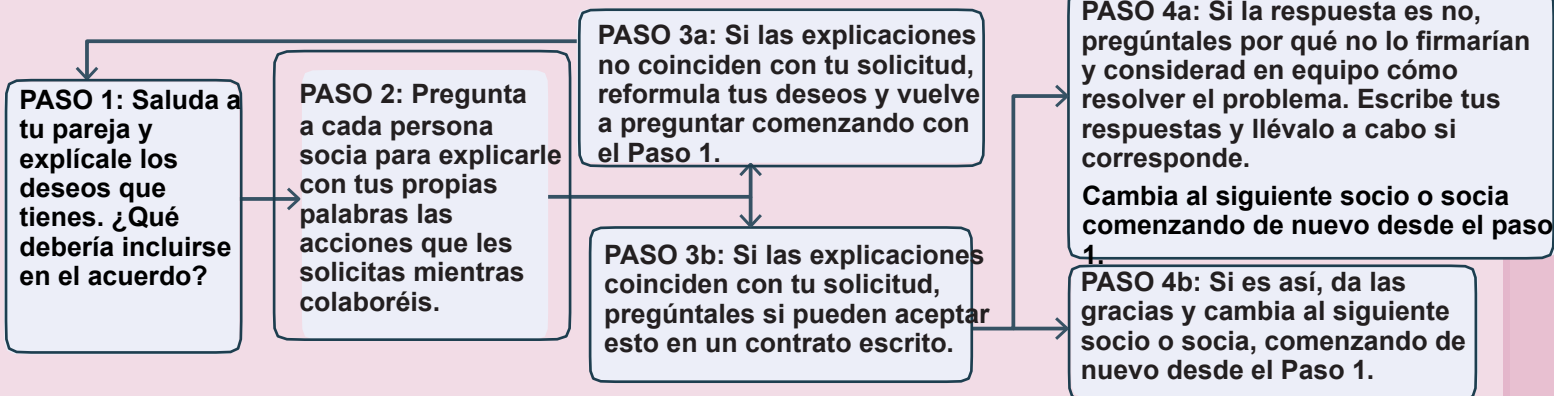 PASO 1: Saluda a
tu pareja y
explícale los
deseos que
tienes. ¿Qué
debería incluirse
en el acuerdo?
PASO 2: Pregunta
a cada persona
socia para explicarle
con tus propias
palabras las
acciones que les
solicitas mientras
colaboréis.
PASO 3a: Si las explicaciones
no coinciden con tu solicitud,
reformula tus deseos y vuelve
a preguntar comenzando con
el Paso 1.
PASO 3b: Si las explicaciones
coinciden con tu solicitud,
pregúntales si pueden aceptar
esto en un contrato escrito.
PASO 4a: Si la respuesta es no,
pregúntales por qué no lo firmarían
y considerad en equipo cómo
resolver el problema. Escribe tus
respuestas y llévalo a cabo si
corresponde.
Cambia al siguiente socio o socia
comenzando de nuevo desde el paso
1.
PASO 4b: Si es así, da las
gracias y cambia al siguiente
socio o socia, comenzando de
nuevo desde el Paso 1.